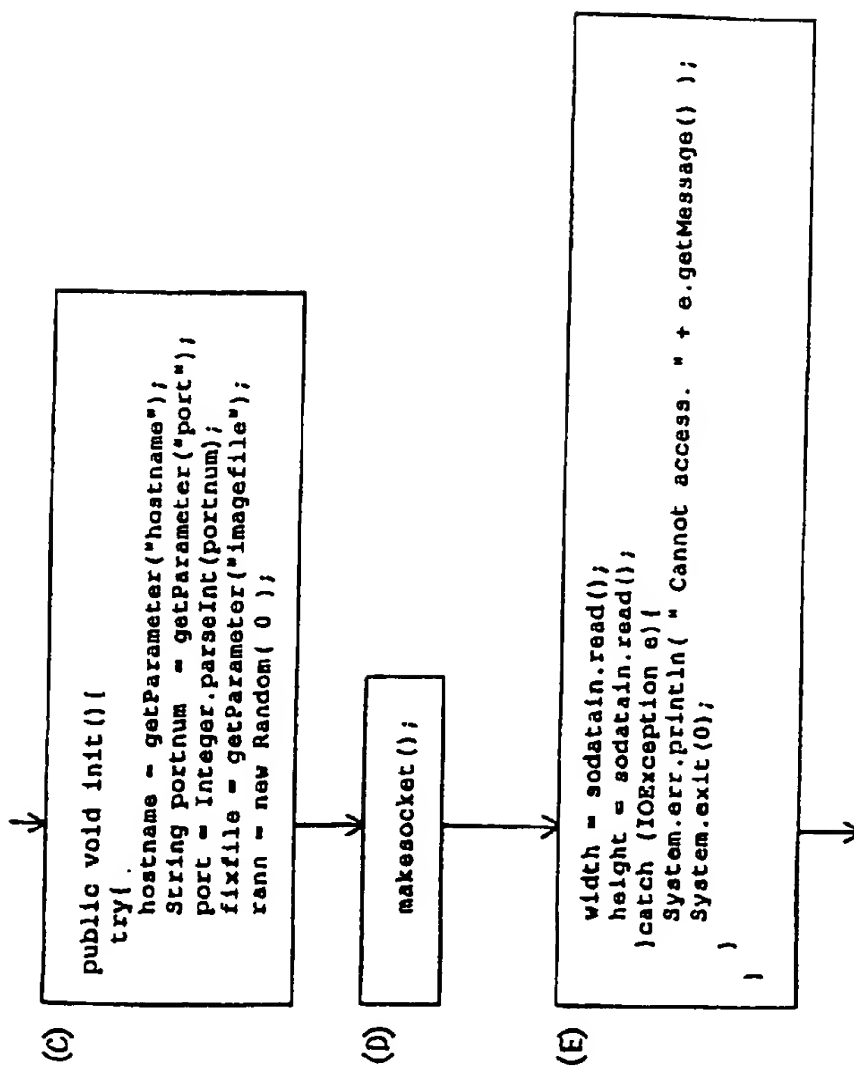 (C)
public void init(){
try{.
hostname = getParameter("hostname");
String portnum = getParameter("port");
port = Integer.parseInt(portnum);
fixfile = getParameter("imagefile");
rann = new Random( 0 );
(D)
makesocket();
(E)
width = sodatain.read();
height = sodatain.read();
}catch (IOException e){
System.err.println( " Cannot access. " + e.getMessage() );
System.exit(0);
}
}